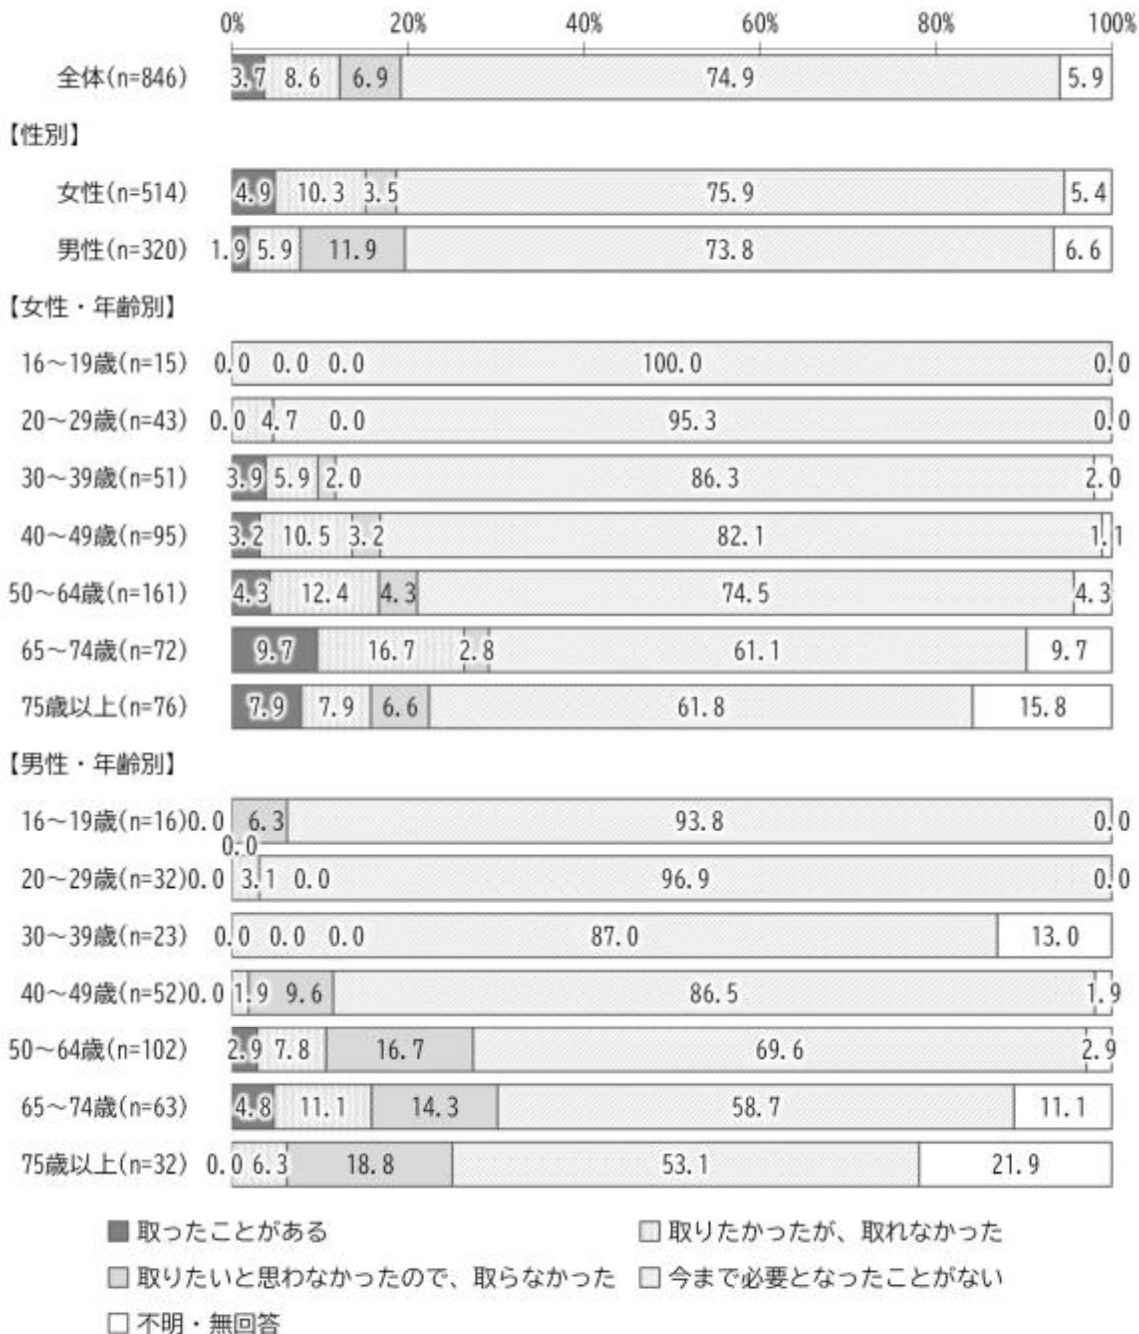 0% 20% 40% 60% 80% 100%
全体(n=846) 3.7 8.6 6.9 74.9 5.9
【性別】
女性(n=514) 4.9 10.3 3.5 75.9 5.4
男性(n=320) 1.9 5.9 11.9 73.8 6.6
【女性・年齢別】
16～19歳(n=15) 0.0 0.0 0.0 100.0 0.0
20～29歳(n=43) 0.0 4.7 0.0 95.3 0.0
30～39歳(n=51) 3.9 5.9 2.0 86.3 2.0
40～49歳(n=95) 3.2 10.5 3.2 82.1 1.1
50～64歳(n=161) 4.3 12.4 4.3 74.5 4.3
65～74歳(n=72) 9.7 16.7 2.8 61.1 9.7
75歳以上(n=76) 7.9 7.9 6.6 61.8 15.8
【男性・年齢別】
16～19歳(n=16) 0.0 6.3 93.8 0.0
0.0
20～29歳(n=32) 0.0 3.1 0.0 96.9 0.0
30～39歳(n=23) 0.0 0.0 0.0 87.0 13.0
40～49歳(n=52) 0.0 1.9 9.6 86.5 1.9
50～64歳(n=102) 2.9 7.8 16.7 69.6 2.9
65～74歳(n=63) 4.8 11.1 14.3 58.7 11.1
75歳以上(n=32) 0.0 6.3 18.8 53.1 21.9
取ったことがある 取りたかったが、取れなかった
取りたいと思わなかったので、取らなかった 今まで必要となったことがない
不明・無回答